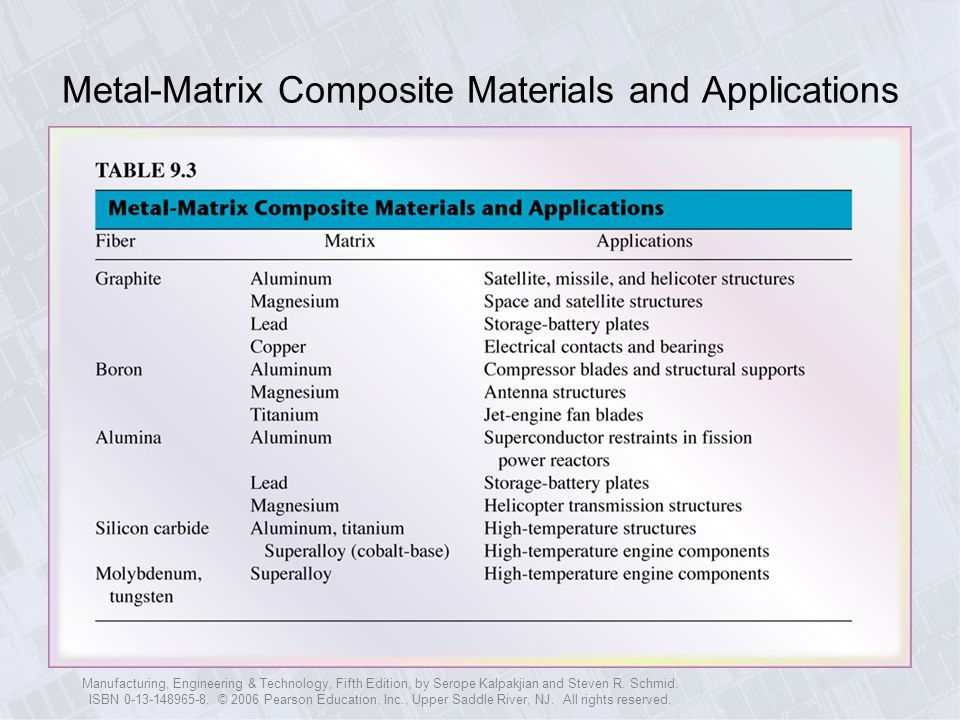 Metal-Matrix Composite Materials and Applications
TABLE 9.3
Metal-Matrix Composite Materials and Applications
Fiber Matrix Applications
Graphite Aluminum Satellite, missile, and helicoter structures
Magnesium Space and satellite structures
Lead Storage-battery plates
Copper Electrical contacts and bearings
Boron Aluminum Compressor blades and structural supports
Magnesium Antenna structures
Titanium Jet-engine fan blades
Alumina Aluminum Superconductor restraints in fission
power reactors
Lead Storage-battery plates
Magnesium Helicopter transmission structures
Silicon carbide Aluminum, titanium High-temperature structures
Superalloy (cobalt-base) High-temperature engine components
Molybdenum, Superalloy High-temperature engine components
tungsten
Manufacturing, Engineering & Technology, Fifth Edition, by Serope Kalpakjian and Steven R. Schmid.
ISBN 0-13-148965-8. © 2006 Pearson Education, Inc., Upper Saddle River, NJ. All rights reserved.